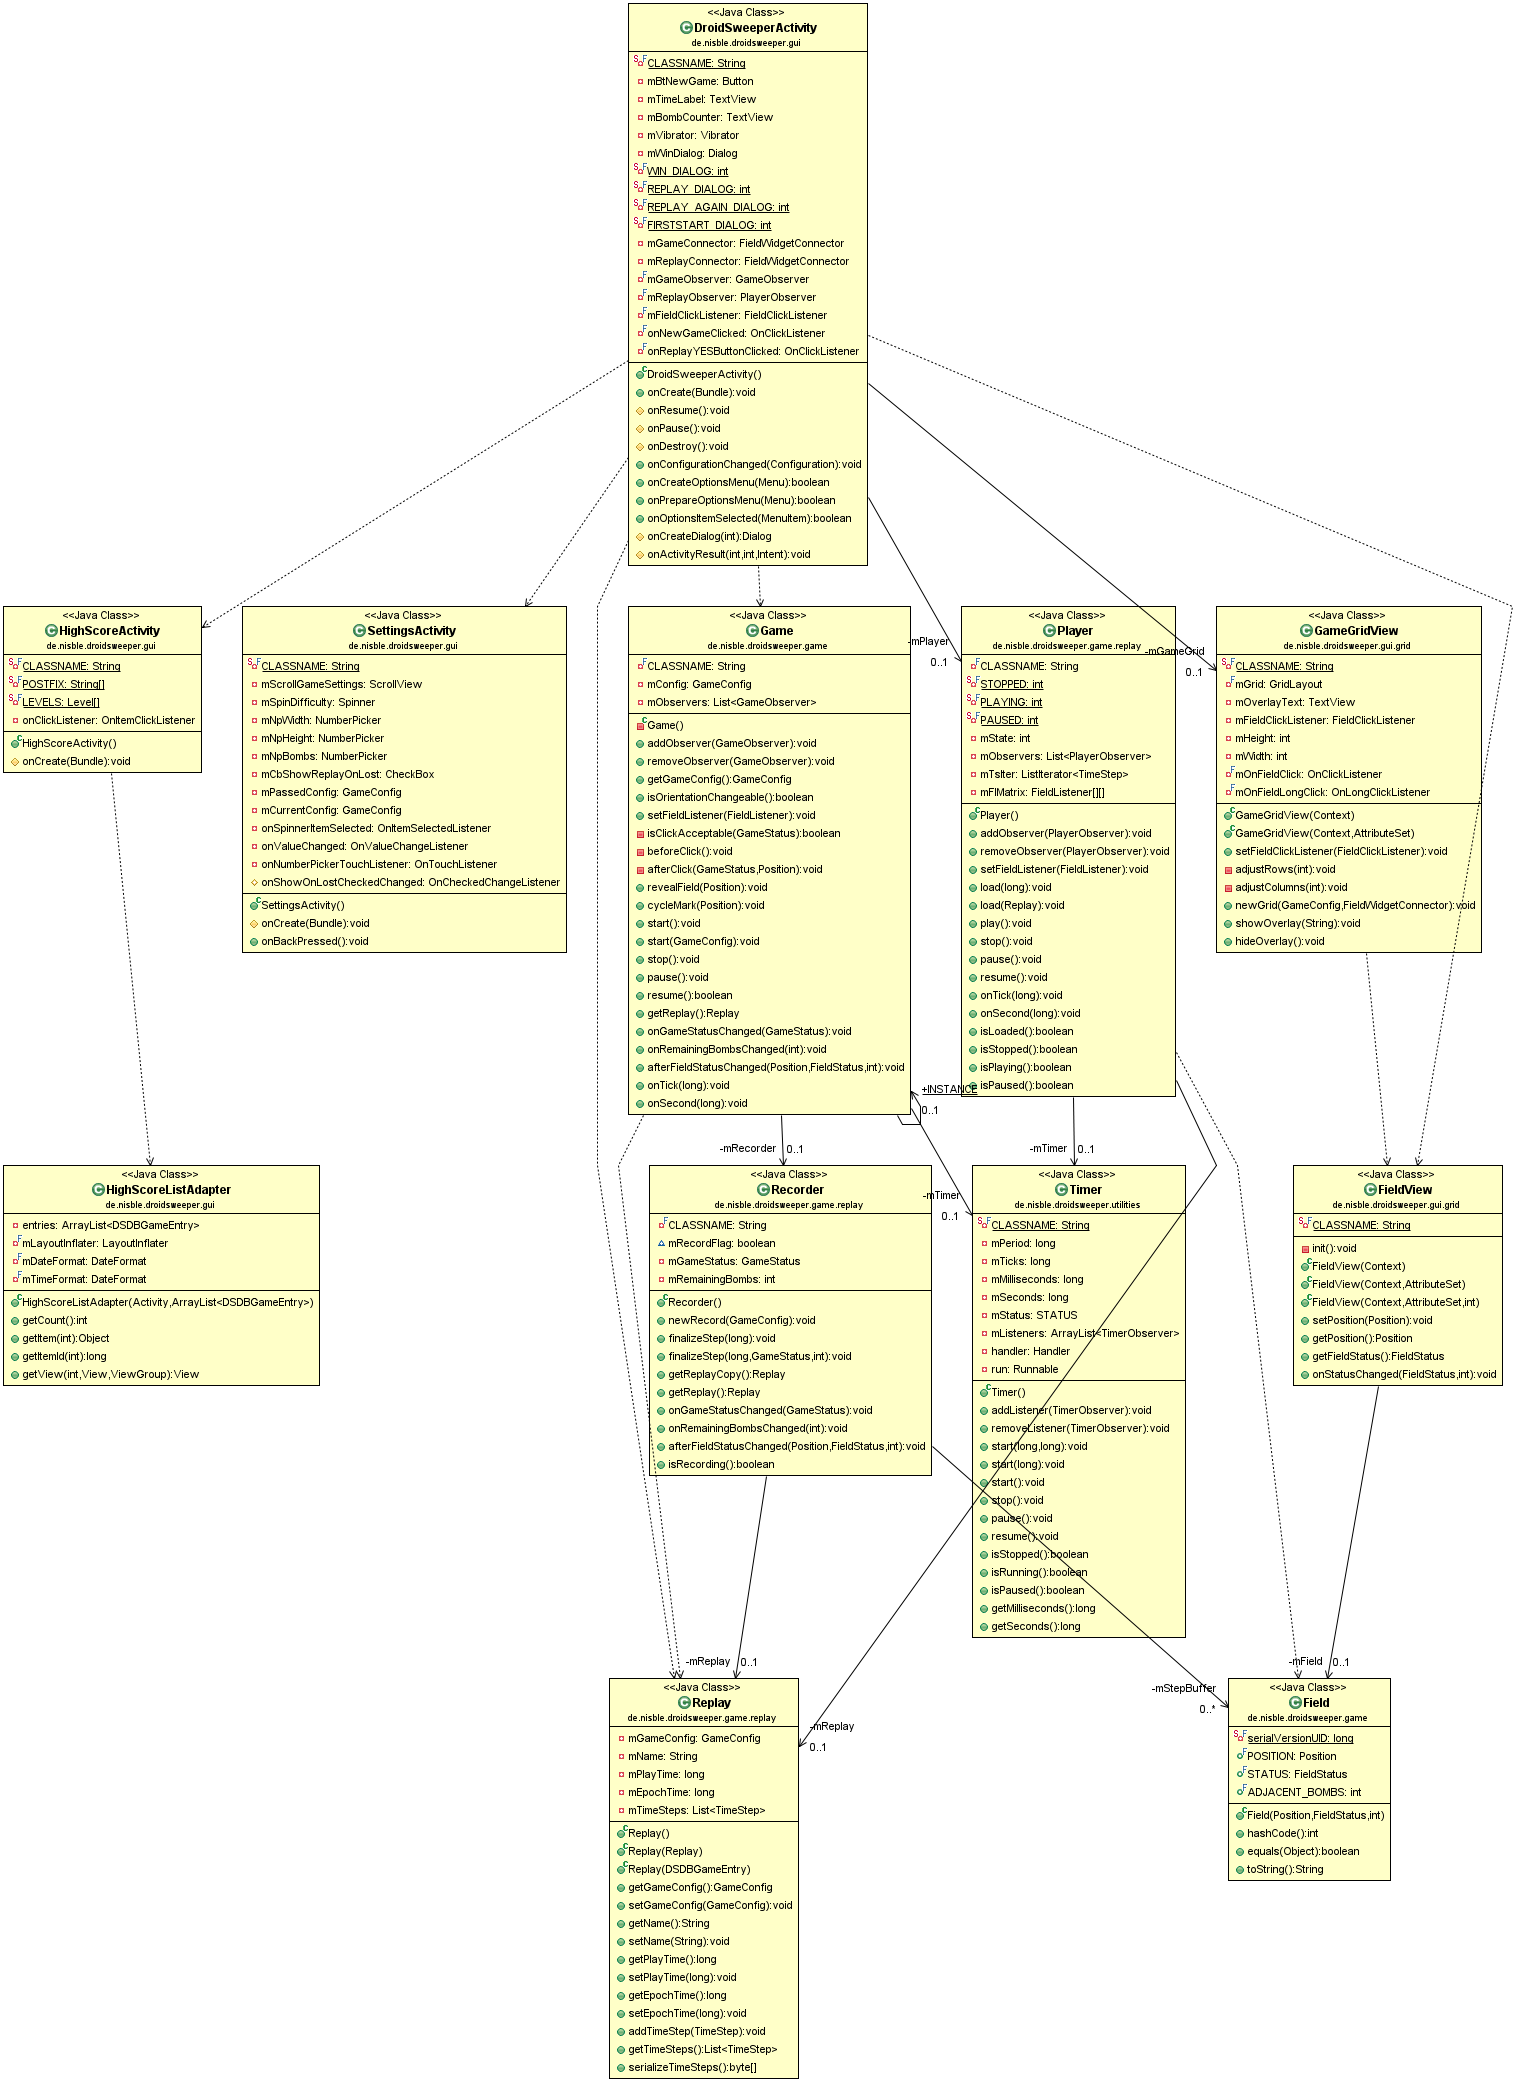 <<Java Class>>
DroidSweeperActivity
de.nisble.droidsweeper.gui
CLASSNAME: String
mBtNewGame: Button
mTimeLabel: TextView
mBombCounter: TextView
mVibrator: Vibrator
mWinDialog: Dialog
WIN_DIALOG: int
REPLAY_DIALOG: int
REPLAY_AGAIN_DIALOG: int
FIRSTSTART_DIALOG: int
mGameConnector: FieldWidgetConnector
mReplayConnector: FieldWidgetConnector
mGameObserver: GameObserver
mReplayObserver: PlayerObserver
mFieldClickListener: FieldClickListener
onNewGameClicked: OnClickListener
onReplayYESButtonClicked: OnClickListener
DroidSweeperActivity()
onCreate(Bundle):void
onResume():void
onPause():void
onDestroy():void
onConfigurationChanged(Configuration):void
onCreateOptionsMenu(Menu):boolean
onPrepareOptionsMenu(Menu):boolean
onOptionsItemSelected(MenuItem):boolean
onCreateDialog(int):Dialog
onActivityResult(int,int,Intent):void
<<Java Class>>
HighScoreActivity
de.nisble.droidsweeper.gui
CLASSNAME: String
POSTFIX: String[]
LEVELS: Level[]
onClickListener: OnItemClickListener
HighScoreActivity()
onCreate(Bundle):void
<<Java Class>>
SettingsActivity
de.nisble.droidsweeper.gui
CLASSNAME: String
mScrollGameSettings: ScrollView
mSpinDifficulty: Spinner
mNpWidth: NumberPicker
mNpHeight: NumberPicker
mNpBombs: NumberPicker
mCbShowReplayOnLost: CheckBox
mPassedConfig: GameConfig
mCurrentConfig: GameConfig
onSpinnerItemSelected: OnItemSelectedListener
onValueChanged: OnValueChangeListener
onNumberPickerTouchListener: OnTouchListener
onShowOnLostCheckedChanged: OnCheckedChangeListener
SettingsActivity()
onCreate(Bundle):void
onBackPressed():void
<<Java Class>>
Game
de.nisble.droidsweeper.game
CLASSNAME: String
mConfig: GameConfig
mObservers: List<GameObserver>
Game()
addObserver(GameObserver):void
removeObserver(GameObserver):void
getGameConfig():GameConfig
isOrientationChangeable():boolean
setFieldListener(FieldListener):void
isClickAcceptable(GameStatus):boolean
beforeClick():void
afterClick(GameStatus,Position):void
revealField(Position):void
cycleMark(Position):void
start():void
start(GameConfig):void
stop():void
pause():void
resume():boolean
getReplay():Replay
onGameStatusChanged(GameStatus):void
onRemainingBombsChanged(int):void
afterFieldStatusChanged(Position,FieldStatus,int):void
onTick(long):void
onSecond(long):void
-mPlayer
0..1
<<Java Class>>
Player
de.nisble.droidsweeper.game.replay
CLASSNAME: String
STOPPED: int
PLAYING: int
PAUSED: int
mState: int
mObservers: List<PlayerObserver>
mTsIter: ListIterator<TimeStep>
mFlMatrix: FieldListener[][]
Player()
addObserver(PlayerObserver):void
removeObserver(PlayerObserver):void
setFieldListener(FieldListener):void
load(long):void
load(Replay):void
play():void
stop():void
pause():void
resume():void
onTick(long):void
onSecond(long):void
isLoaded():boolean
isStopped():boolean
isPlaying():boolean
isPaused():boolean
-mGameGrid
0..1
<<Java Class>>
GameGridView
de.nisble.droidsweeper.gui.grid
CLASSNAME: String
mGrid: GridLayout
mOverlayText: TextView
mFieldClickListener: FieldClickListener
mHeight: int
mWidth: int
mOnFieldClick: OnClickListener
mOnFieldLongClick: OnLongClickListener
GameGridView(Context)
GameGridView(Context,AttributeSet)
setFieldClickListener(FieldClickListener):void
adjustRows(int):void
adjustColumns(int):void
newGrid(GameConfig,FieldWidgetConnector):void
showOverlay(String):void
hideOverlay():void
+INSTANCE
0..1
-mRecorder
0..1
-mTimer
0..1
-mTimer
0..1
<<Java Class>>
HighScoreListAdapter
de.nisble.droidsweeper.gui
entries: ArrayList<DSDBGameEntry>
mLayoutInflater: LayoutInflater
mDateFormat: DateFormat
mTimeFormat: DateFormat
HighScoreListAdapter(Activity,ArrayList<DSDBGameEntry>)
getCount():int
getItem(int):Object
getItemId(int):long
getView(int,View,ViewGroup):View
<<Java Class>>
Recorder
de.nisble.droidsweeper.game.replay
CLASSNAME: String
mRecordFlag: boolean
mGameStatus: GameStatus
mRemainingBombs: int
Recorder()
newRecord(GameConfig):void
finalizeStep(long):void
finalizeStep(long,GameStatus,int):void
getReplayCopy():Replay
getReplay():Replay
onGameStatusChanged(GameStatus):void
onRemainingBombsChanged(int):void
afterFieldStatusChanged(Position,FieldStatus,int):void
isRecording():boolean
<<Java Class>>
Timer
de.nisble.droidsweeper.utilities
CLASSNAME: String
mPeriod: long
mTicks: long
mMilliseconds: long
mSeconds: long
mStatus: STATUS
mListeners: ArrayList<TimerObserver>
handler: Handler
run: Runnable
Timer()
addListener(TimerObserver):void
removeListener(TimerObserver):void
start(long,long):void
start(long):void
start():void
stop():void
pause():void
resume():void
isStopped():boolean
isRunning():boolean
isPaused():boolean
getMilliseconds():long
getSeconds():long
<<Java Class>>
FieldView
de.nisble.droidsweeper.gui.grid
CLASSNAME: String
init():void
FieldView(Context)
FieldView(Context,AttributeSet)
FieldView(Context,AttributeSet,int)
setPosition(Position):void
getPosition():Position
getFieldStatus():FieldStatus
onStatusChanged(FieldStatus,int):void
-mReplay
0..1
-mReplay
0..1
-mStepBuffer
0..*
-mField
0..1
<<Java Class>>
Replay
de.nisble.droidsweeper.game.replay
mGameConfig: GameConfig
mName: String
mPlayTime: long
mEpochTime: long
mTimeSteps: List<TimeStep>
Replay()
Replay(Replay)
Replay(DSDBGameEntry)
getGameConfig():GameConfig
setGameConfig(GameConfig):void
getName():String
setName(String):void
getPlayTime():long
setPlayTime(long):void
getEpochTime():long
setEpochTime(long):void
addTimeStep(TimeStep):void
getTimeSteps():List<TimeStep>
serializeTimeSteps():byte[]
<<Java Class>>
Field
de.nisble.droidsweeper.game
serialVersionUID: long
POSITION: Position
STATUS: FieldStatus
ADJACENT_BOMBS: int
Field(Position,FieldStatus,int)
hashCode():int
equals(Object):boolean
toString():String